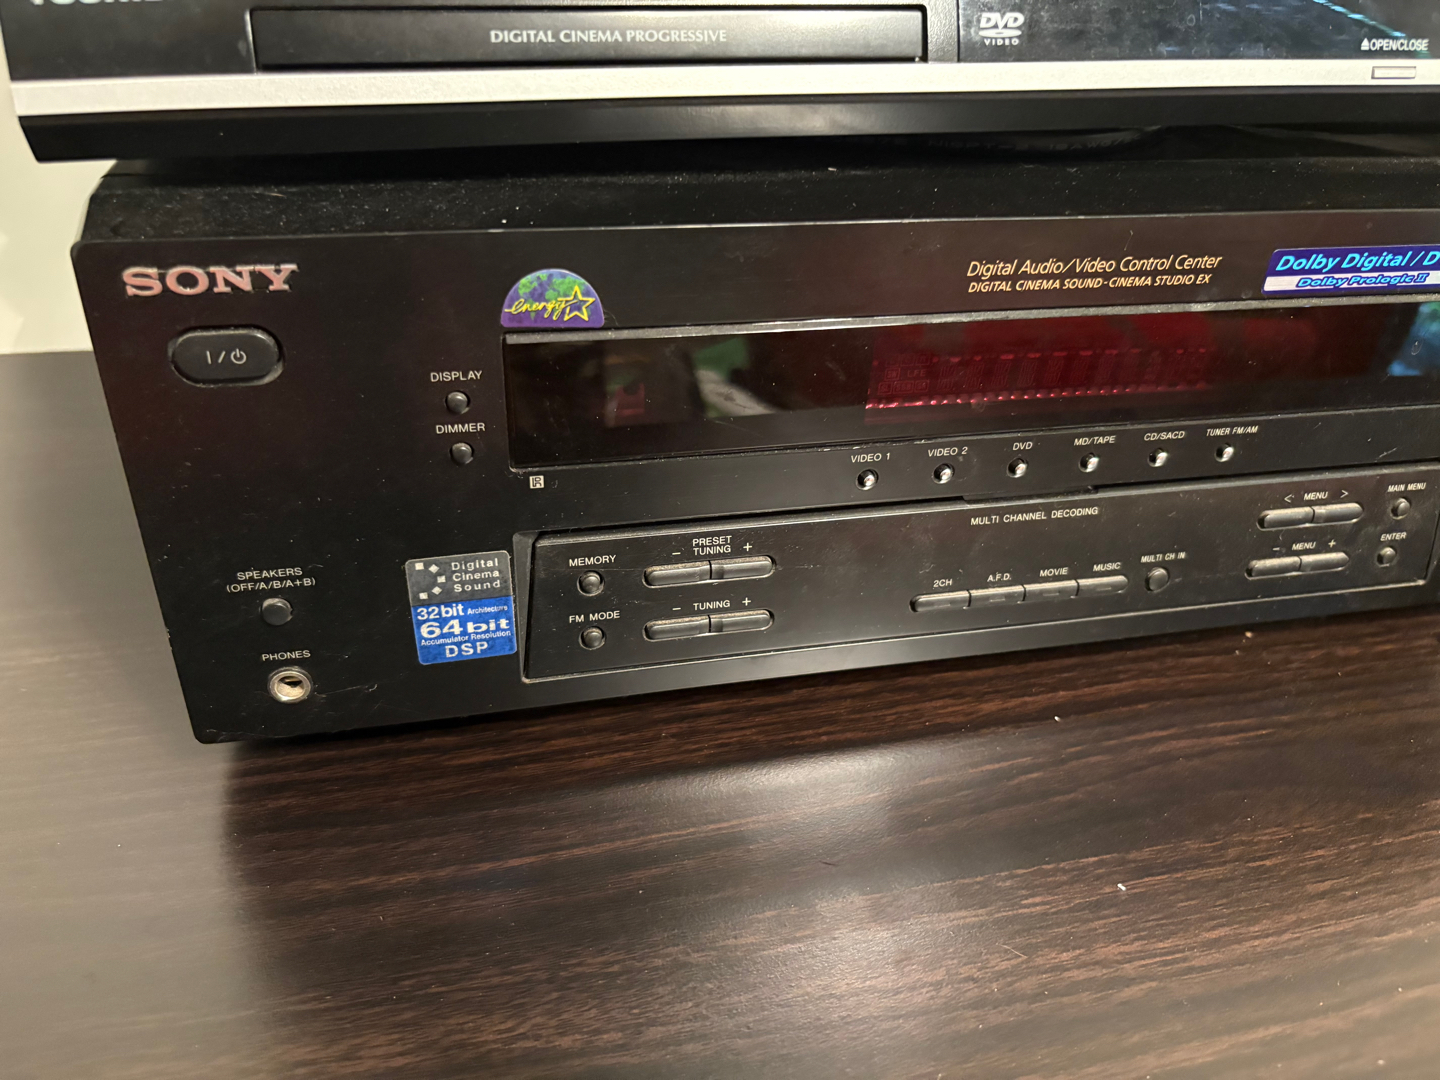 DIGITAL CINEMA PROGRESSIVE
DVD
VIDEO
OPEN/CLOSE
SONY
energy
Digital Audio/Video Control Center
DIGITAL CINEMA SOUND - CINEMA STUDIO EX
Dolby Digital / D
Dolby Prologic II
I / ⏻
DISPLAY
DIMMER
VIDEO 1
VIDEO 2
DVD
MD/TAPE
CD/SACD
TUNER FM/AM
IR
MULTI CHANNEL DECODING
< MENU >
MAIN MENU
− MENU +
ENTER
MEMORY
− PRESET TUNING +
FM MODE
− TUNING +
2CH
A.F.D.
MOVIE
MUSIC
MULTI CH IN
SPEAKERS
(OFF/A/B/A+B)
PHONES
Digital
Cinema
Sound
32bit Architecture
64bit
Accumulator Resolution
DSP